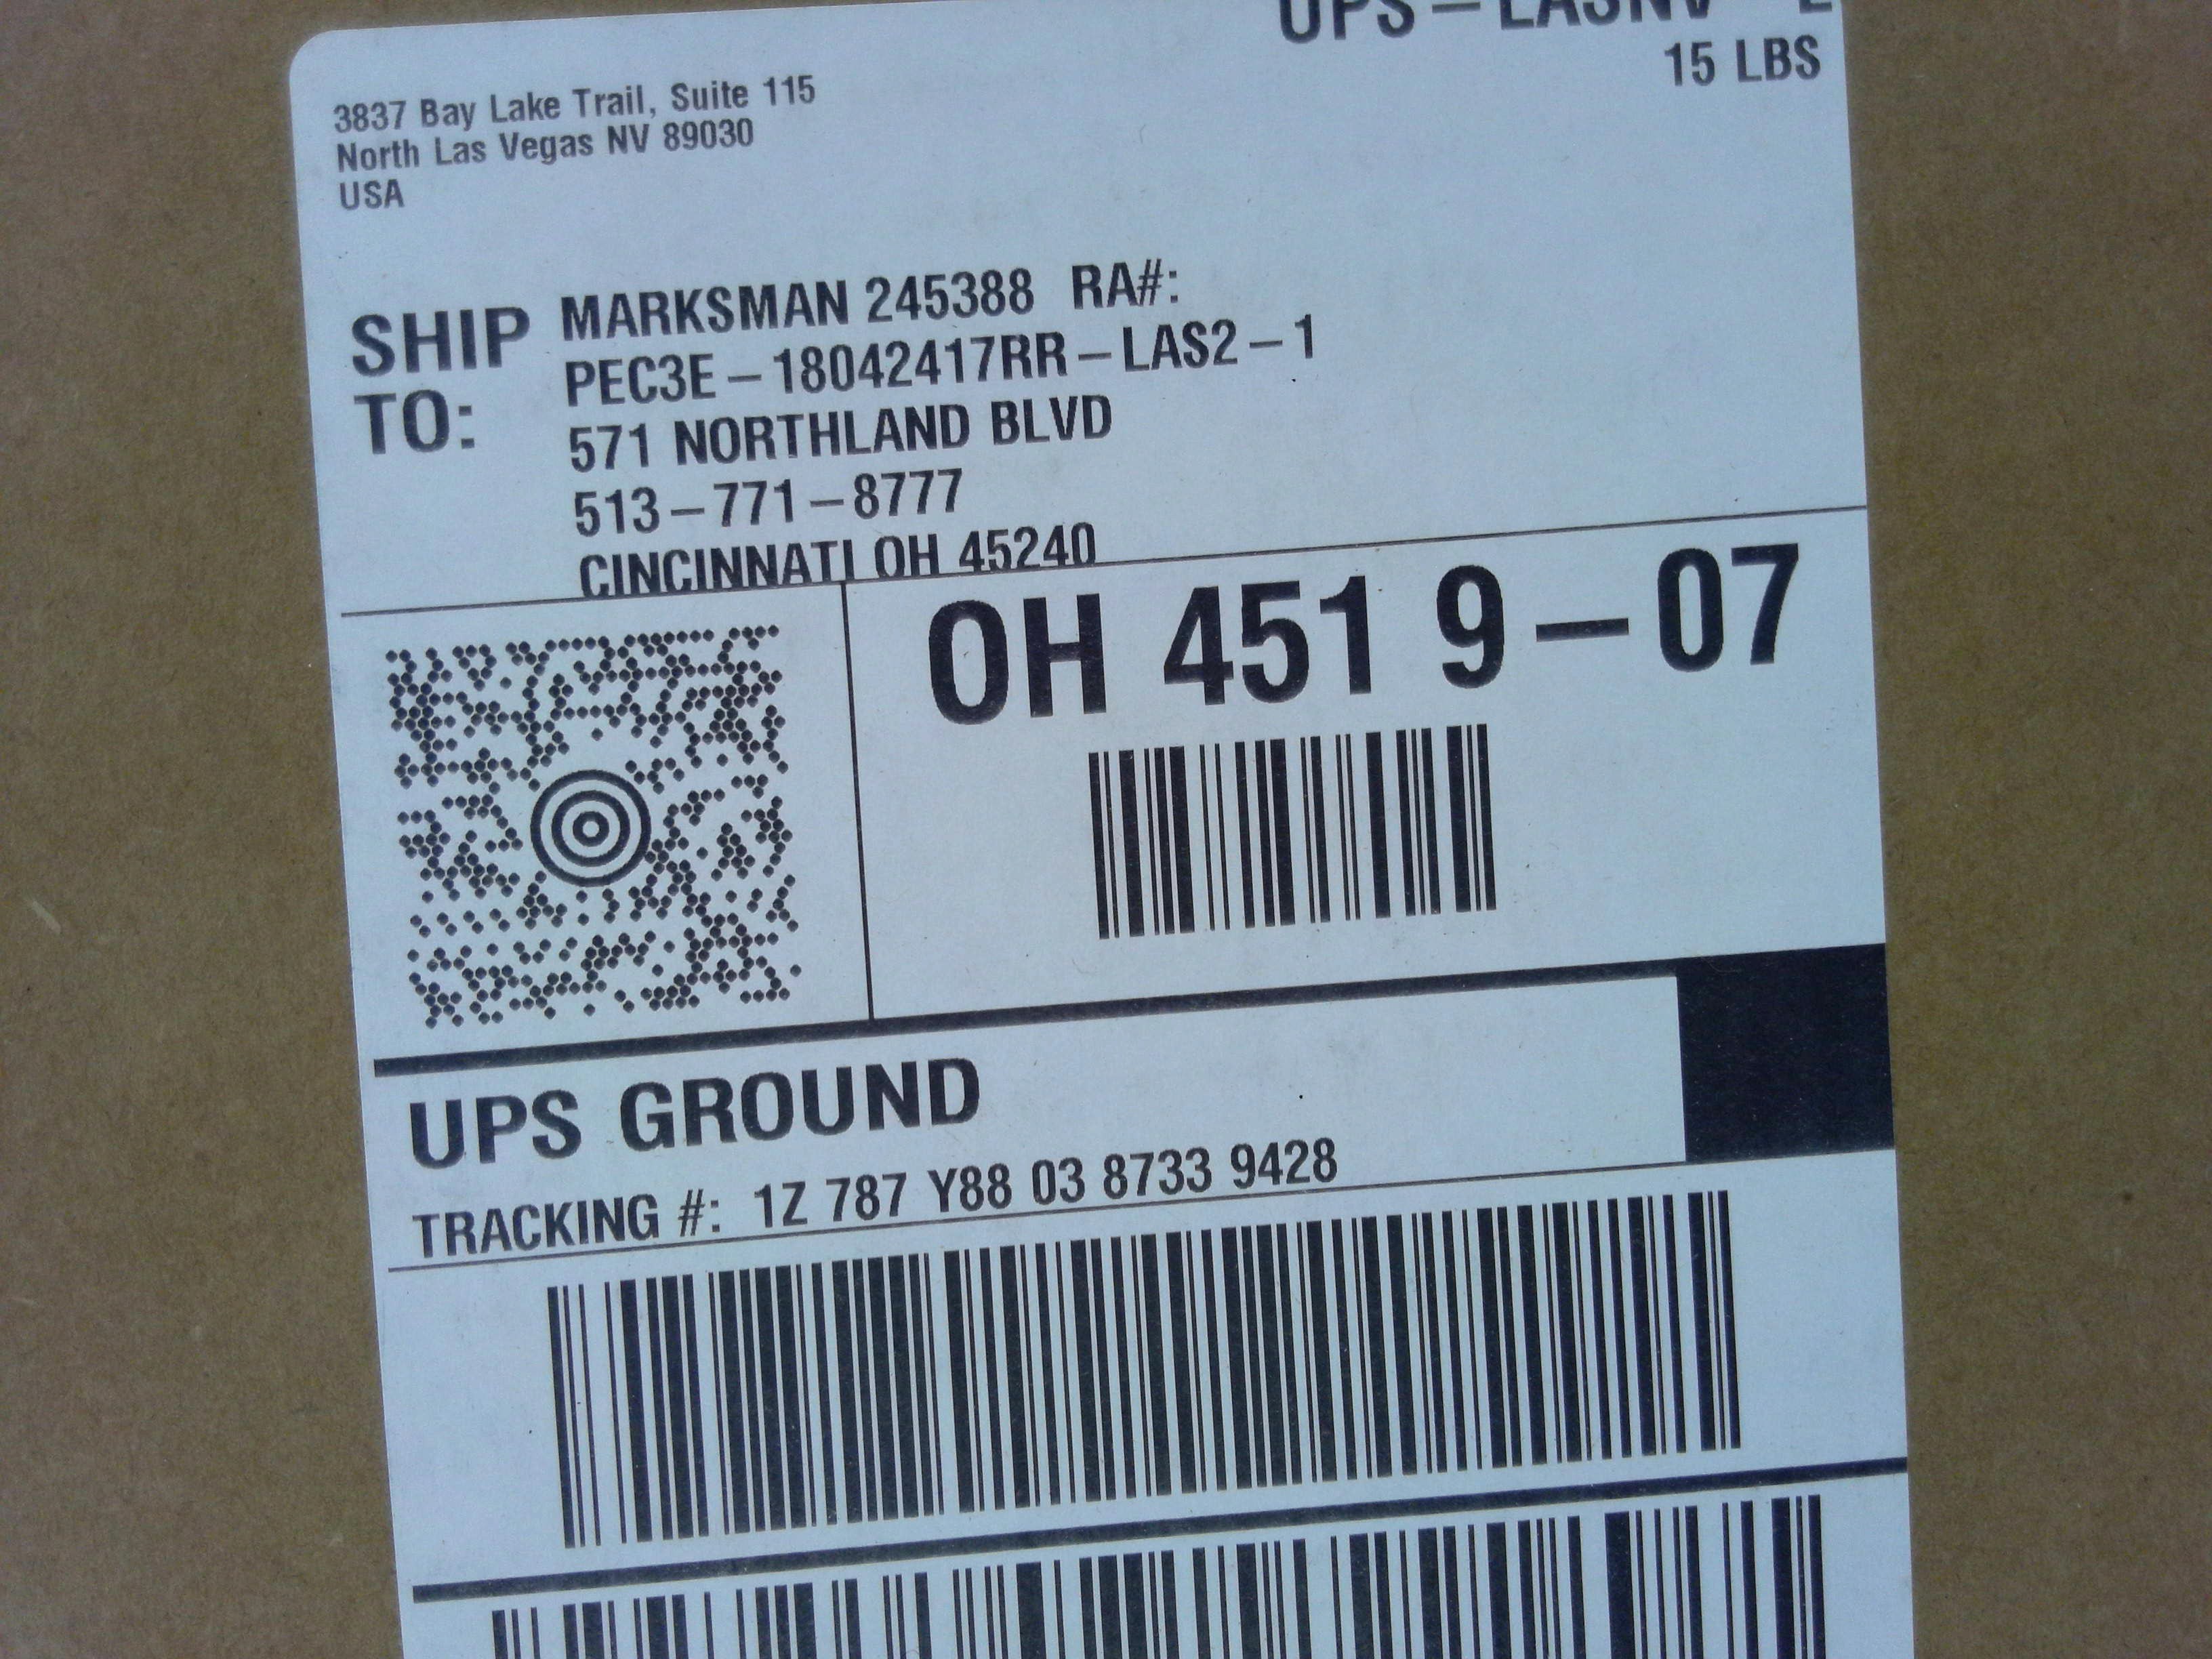 UPS – LASNV
15 LBS
3837 Bay Lake Trail, Suite 115
North Las Vegas NV 89030
USA
SHIP TO:
MARKSMAN 245388 RA#:
PEC3E – 18042417RR – LAS2 – 1
571 NORTHLAND BLVD
513 – 771 – 8777
CINCINNATI OH 45240
OH 451 9 – 07
UPS GROUND
TRACKING #: 1Z 787 Y88 03 8733 9428